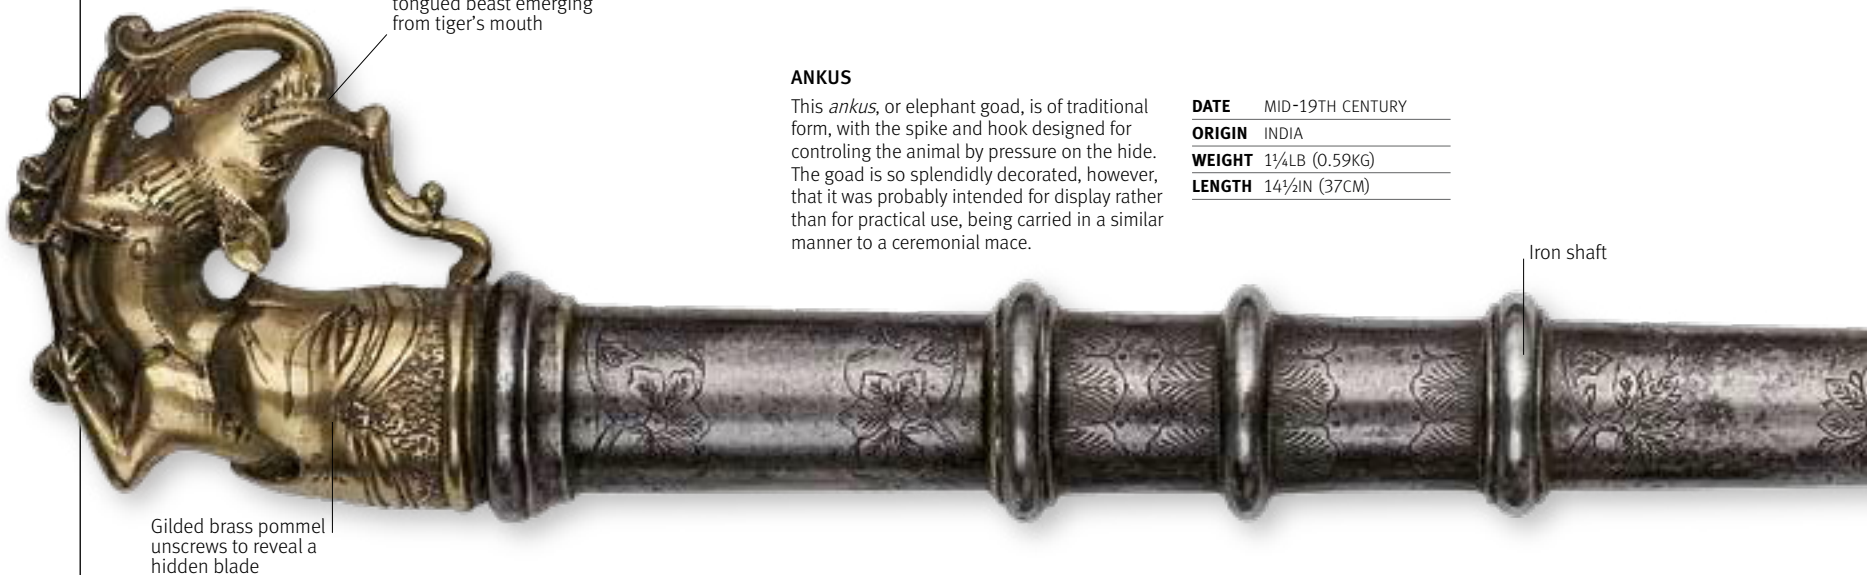 tongued beast emerging
from tiger's mouth
ANKUS
This ankus, or elephant goad, is of traditional
form, with the spike and hook designed for
controling the animal by pressure on the hide.
The goad is so splendidly decorated, however,
that it was probably intended for display rather
than for practical use, being carried in a similar
manner to a ceremonial mace.
DATE MID-19TH CENTURY
ORIGIN INDIA
WEIGHT 1¼LB (0.59KG)
LENGTH 14½IN (37CM)
Iron shaft
Gilded brass pommel
unscrews to reveal a
hidden blade